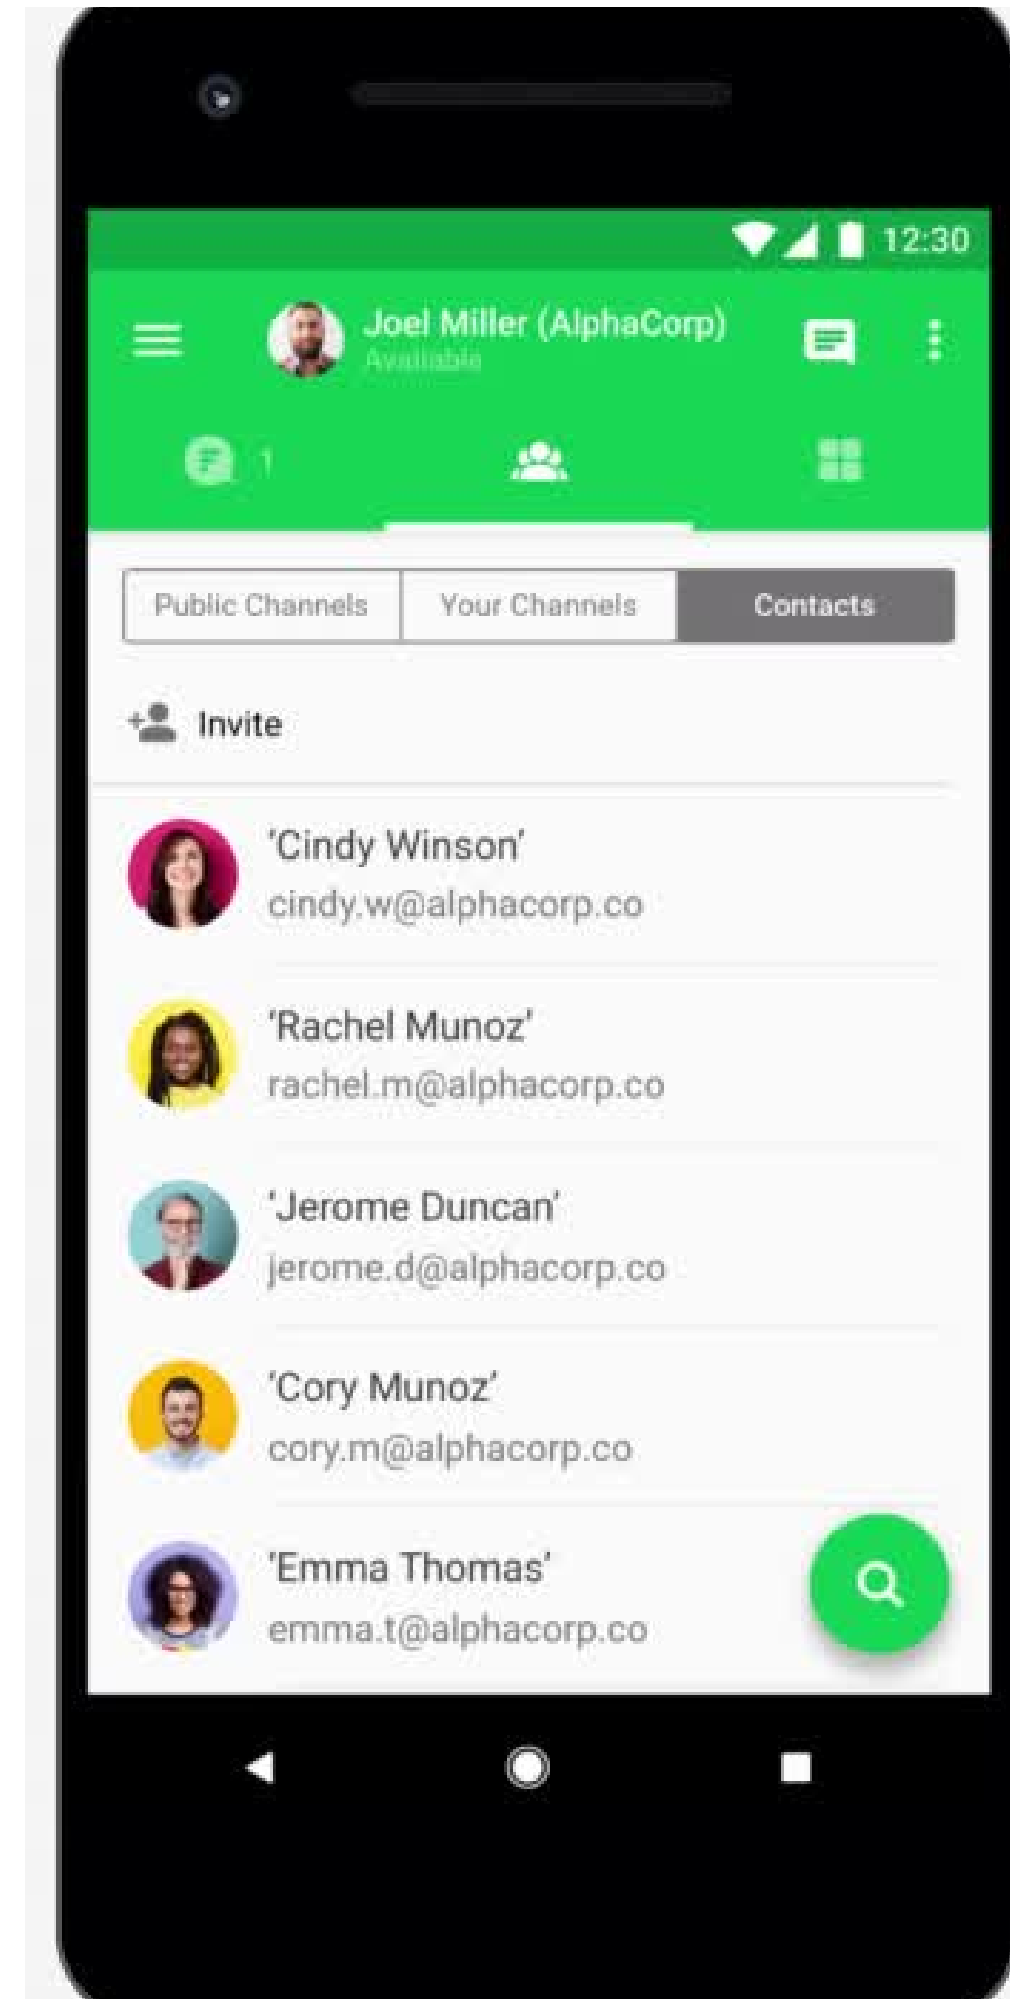 12:30
Joel Miller (AlphaCorp)
Available
1
Public Channels Your Channels Contacts
Invite
‘Cindy Winson’
cindy.w@alphacorp.co
‘Rachel Munoz’
rachel.m@alphacorp.co
‘Jerome Duncan’
jerome.d@alphacorp.co
‘Cory Munoz’
cory.m@alphacorp.co
‘Emma Thomas’
emma.t@alphacorp.co